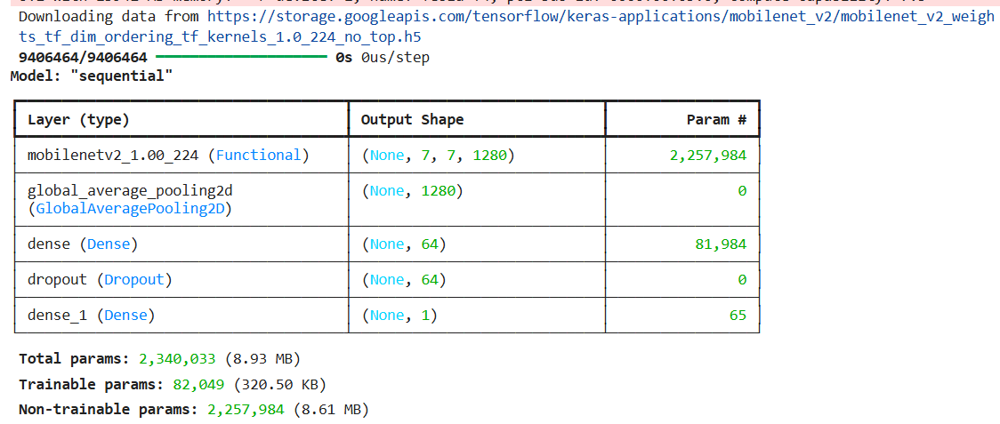 Downloading data from https://storage.googleapis.com/tensorflow/keras-applications/mobilenet_v2/mobilenet_v2_weigh
ts_tf_dim_ordering_tf_kernels_1.0_224_no_top.h5
9406464/9406464 ━━━━━━━━━━━━━━━━━━━━ 0s 0us/step
Model: "sequential"
Layer (type) Output Shape Param #
mobilenetv2_1.00_224 (Functional) (None, 7, 7, 1280) 2,257,984
global_average_pooling2d (None, 1280) 0
(GlobalAveragePooling2D)
dense (Dense) (None, 64) 81,984
dropout (Dropout) (None, 64) 0
dense_1 (Dense) (None, 1) 65
Total params: 2,340,033 (8.93 MB)
Trainable params: 82,049 (320.50 KB)
Non-trainable params: 2,257,984 (8.61 MB)